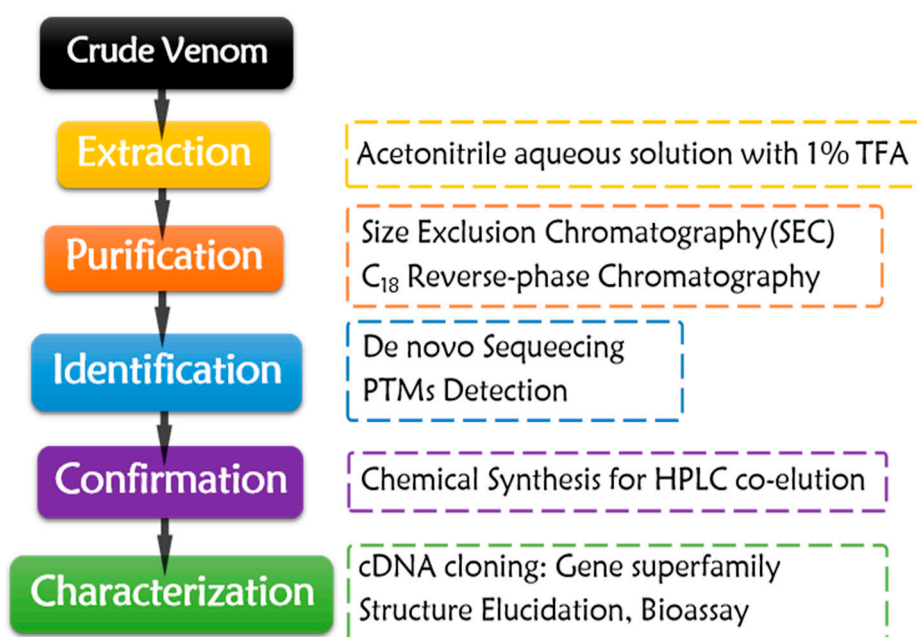 Crude Venom
Extraction
Acetonitrile aqueous solution with 1% TFA
Purification
Size Exclusion Chromatography(SEC)
C₁₈ Reverse-phase Chromatography
Identification
De novo Sequeecing
PTMs Detection
Confirmation
Chemical Synthesis for HPLC co-elution
Characterization
cDNA cloning: Gene superfamily
Structure Elucidation, Bioassay